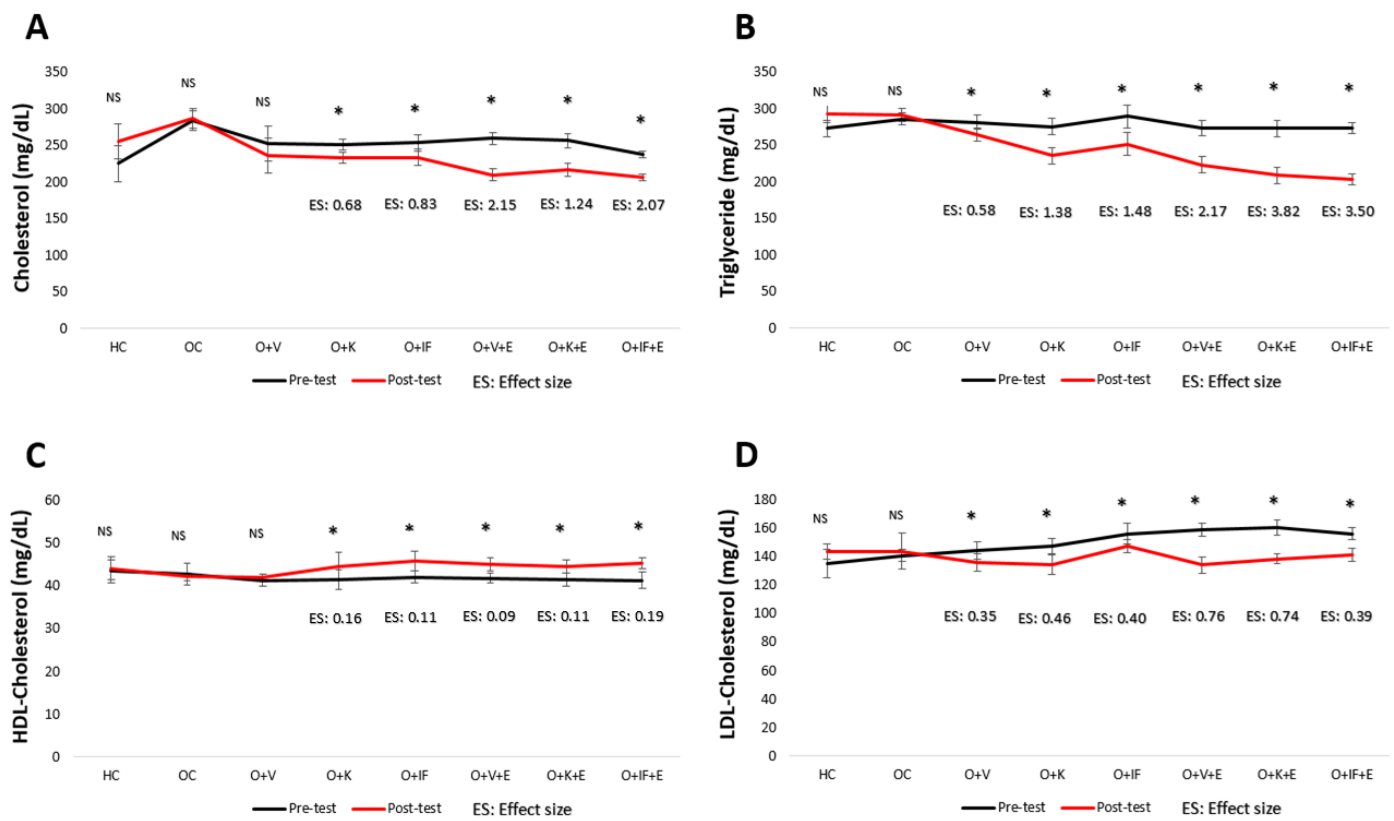 A
Cholesterol (mg/dL)
350
300
250
200
150
100
50
0
NS
NS
NS
*
*
*
*
*
ES: 0.68
ES: 0.83
ES: 2.15
ES: 1.24
ES: 2.07
HC
OC
O+V
O+K
O+IF
O+V+E
O+K+E
O+IF+E
Pre-test
Post-test
ES: Effect size
B
Triglyceride (mg/dL)
350
300
250
200
150
100
50
0
NS
NS
*
*
*
*
*
*
ES: 0.58
ES: 1.38
ES: 1.48
ES: 2.17
ES: 3.82
ES: 3.50
HC
OC
O+V
O+K
O+IF
O+V+E
O+K+E
O+IF+E
Pre-test
Post-test
ES: Effect size
C
HDL-Cholesterol (mg/dL)
60
50
40
30
20
10
0
NS
NS
NS
*
*
*
*
*
ES: 0.16
ES: 0.11
ES: 0.09
ES: 0.11
ES: 0.19
HC
OC
O+V
O+K
O+IF
O+V+E
O+K+E
O+IF+E
Pre-test
Post-test
ES: Effect size
D
LDL-Cholesterol (mg/dL)
180
160
140
120
100
80
60
40
20
0
NS
NS
*
*
*
*
*
*
ES: 0.35
ES: 0.46
ES: 0.40
ES: 0.76
ES: 0.74
ES: 0.39
HC
OC
O+V
O+K
O+IF
O+V+E
O+K+E
O+IF+E
Pre-test
Post-test
ES: Effect size